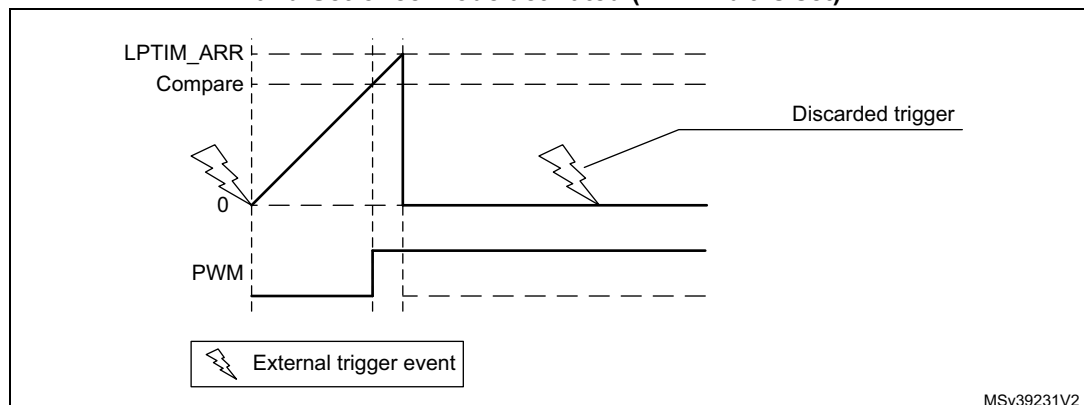 LPTIM_ARR
Compare
Discarded trigger
0
PWM
External trigger event
MSv39231V2